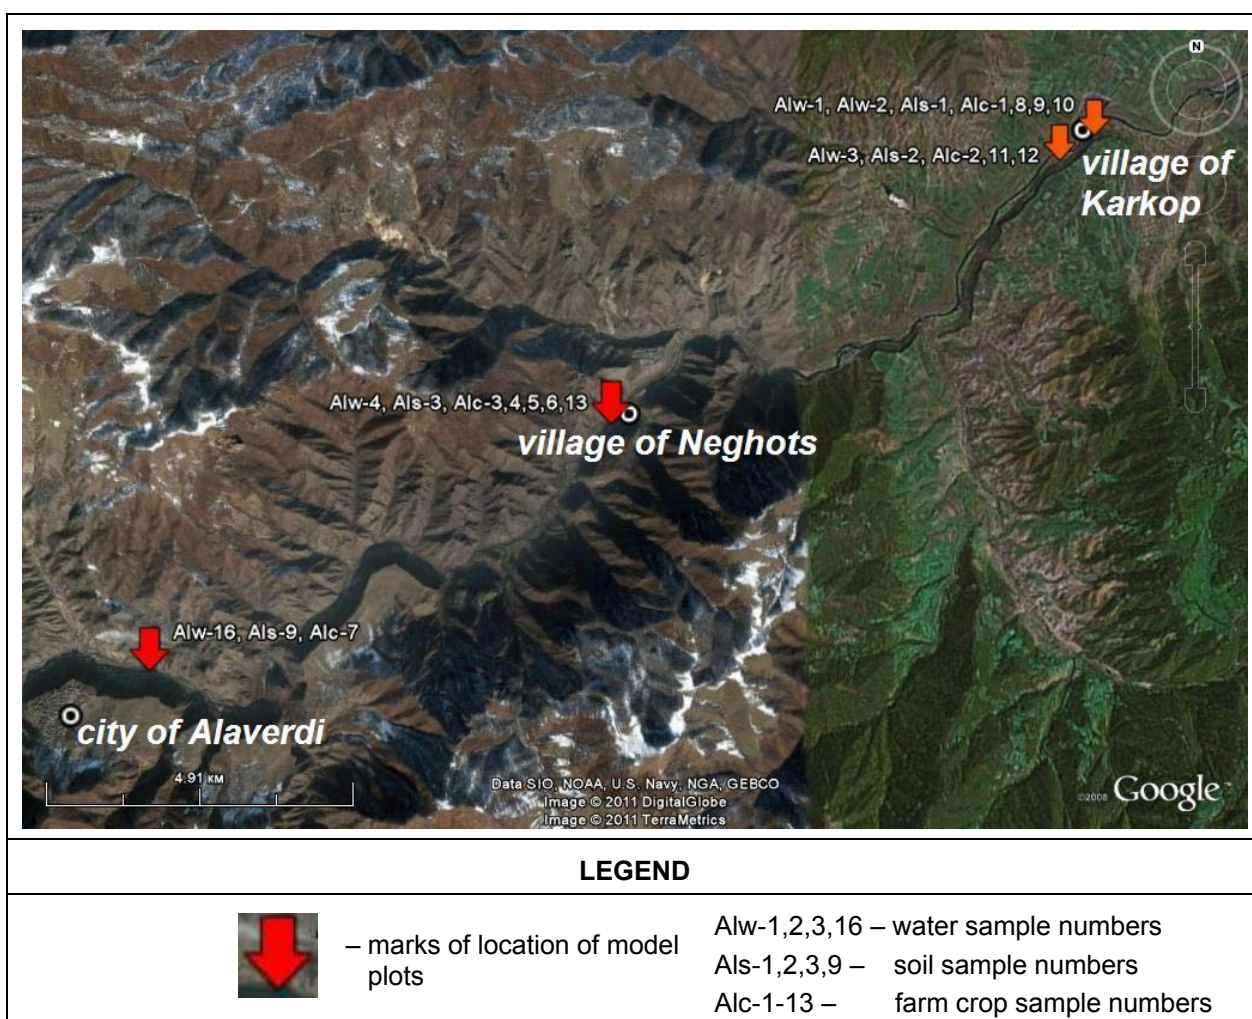 N
Alw-1, Alw-2, Als-1, Alc-1,8,9,10
Alw-3, Als-2, Alc-2,11,12
village of
Karkop
Alw-4, Als-3, Alc-3,4,5,6,13
village of Neghots
Alw-16, Als-9, Alc-7
city of Alaverdi
4.91 км
Data SIO, NOAA, U.S. Navy, NGA, GEBCO
Image © 2011 DigitalGlobe
Image © 2011 TerraMetrics
©2008 Google™
LEGEND
– marks of location of model
plots
Alw-1,2,3,16 – water sample numbers
Als-1,2,3,9 – soil sample numbers
Alc-1-13 – farm crop sample numbers